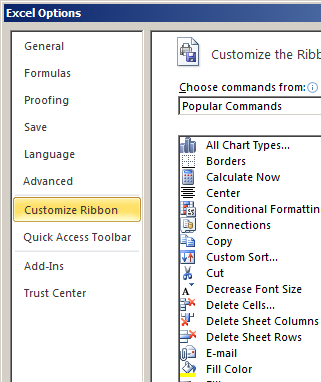 Excel Options
General
Formulas
Proofing
Save
Language
Advanced
Customize Ribbon
Quick Access Toolbar
Add-Ins
Trust Center
Customize the Ribb
Choose commands from:
Popular Commands
All Chart Types...
Borders
Calculate Now
Center
Conditional Formattin
Connections
Copy
Custom Sort...
Cut
Decrease Font Size
Delete Cells...
Delete Sheet Columns
Delete Sheet Rows
E-mail
Fill Color